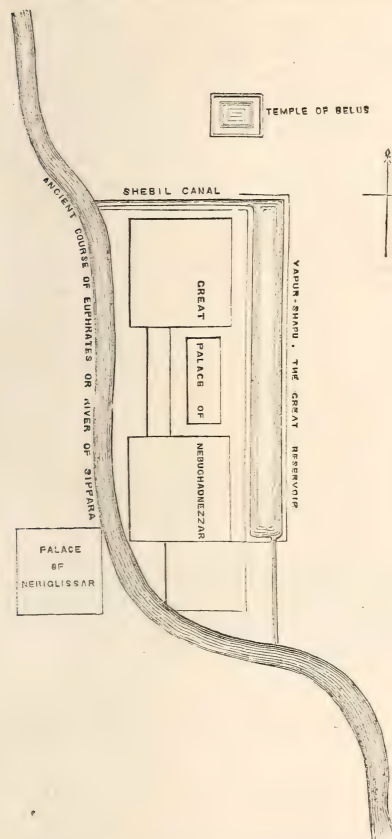 TEMPLE OF BELUS
SHEBIL CANAL
ANCIENT COURSE OF EUPHRATES OR RIVER OF SIPPARA
GREAT
PALACE OF
NEBUCHADNEZZAR
YAPUR-SHAPU, THE GREAT RESERVOIR
PALACE
OF
NERIGLISSAR